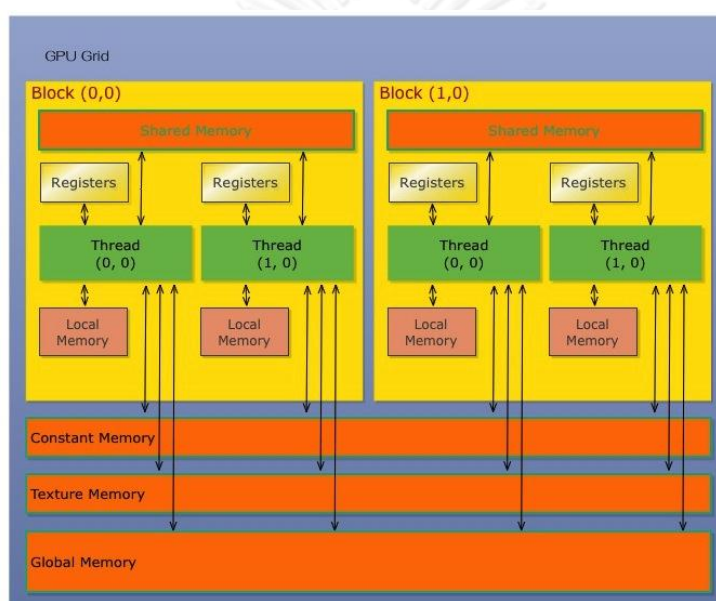 GPU Grid
Block (0,0)
Shared Memory
Registers
Registers
Thread
(0, 0)
Thread
(1, 0)
Local
Memory
Local
Memory
Block (1,0)
Shared Memory
Registers
Registers
Thread
(0, 0)
Thread
(1, 0)
Local
Memory
Local
Memory
Constant Memory
Texture Memory
Global Memory